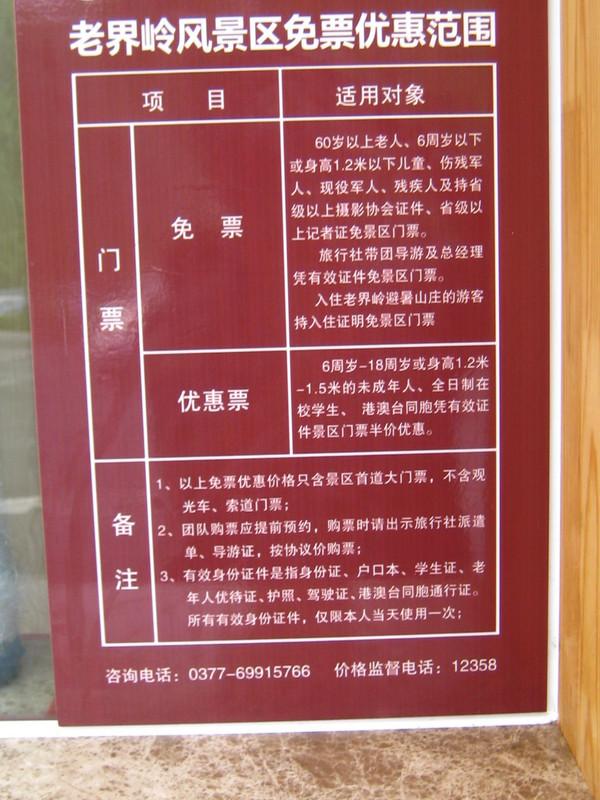 老界岭风景区免票优惠范围
项 目
适用对象
门票
免 票
60岁以上老人、6周岁以下
或身高1.2米以下儿童、伤残军
人、现役军人、残疾人及持省
级以上摄影协会证件、省级以
上记者证免景区门票。
旅行社带团导游及总经理
凭有效证件免景区门票。
入住老界岭避暑山庄的游客
持入住证明免景区门票
优惠票
6周岁-18周岁或身高1.2米
-1.5米的未成年人、全日制在
校学生、 港澳台同胞凭有效证
件景区门票半价优惠。
备注
1、以上免票优惠价格只含景区首道大门票，不含观
光车、索道门票；
2、团队购票应提前预约，购票时请出示旅行社派遣
单、导游证，按协议价购票；
3、有效身份证件是指身份证、户口本、学生证、老
年人优待证、护照、驾驶证、港澳台同胞通行证。
所有有效身份证件，仅限本人当天使用一次；
咨询电话：0377-69915766 价格监督电话：12358